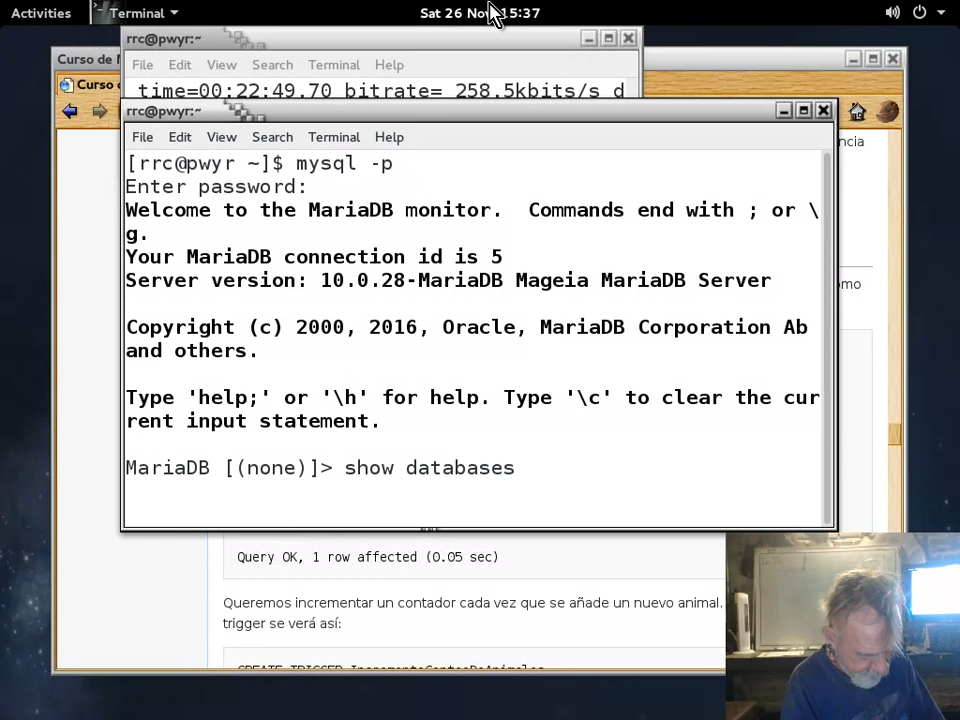 Activities
Terminal
Sat 26 Nov 15:37
rrc@pwyr:~
Curso de
Curso
File Edit View Search Terminal Help
time=00:22:49.70 bitrate= 258.5kbits/s d
rrc@pwyr:~
File Edit View Search Terminal Help
[rrc@pwyr ~]$ mysql -p
Enter password:
Welcome to the MariaDB monitor.  Commands end with ; or \
g.
Your MariaDB connection id is 5
Server version: 10.0.28-MariaDB Mageia MariaDB Server
Copyright (c) 2000, 2016, Oracle, MariaDB Corporation Ab
and others.
Type 'help;' or '\h' for help. Type '\c' to clear the cur
rent input statement.
MariaDB [(none)]> show databases
Query OK, 1 row affected (0.05 sec)
Queremos incrementar un contador cada vez que se añade un nuevo animal.
trigger se verá así: